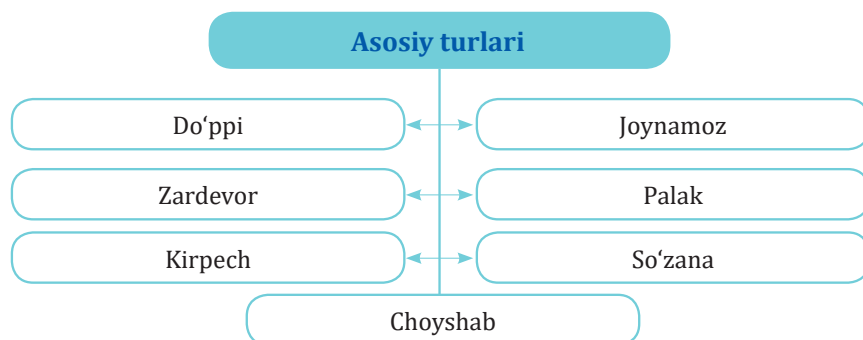 Asosiy turlari
Do‘ppi
Joynamoz
Zardevor
Palak
Kirpech
So‘zana
Choyshab